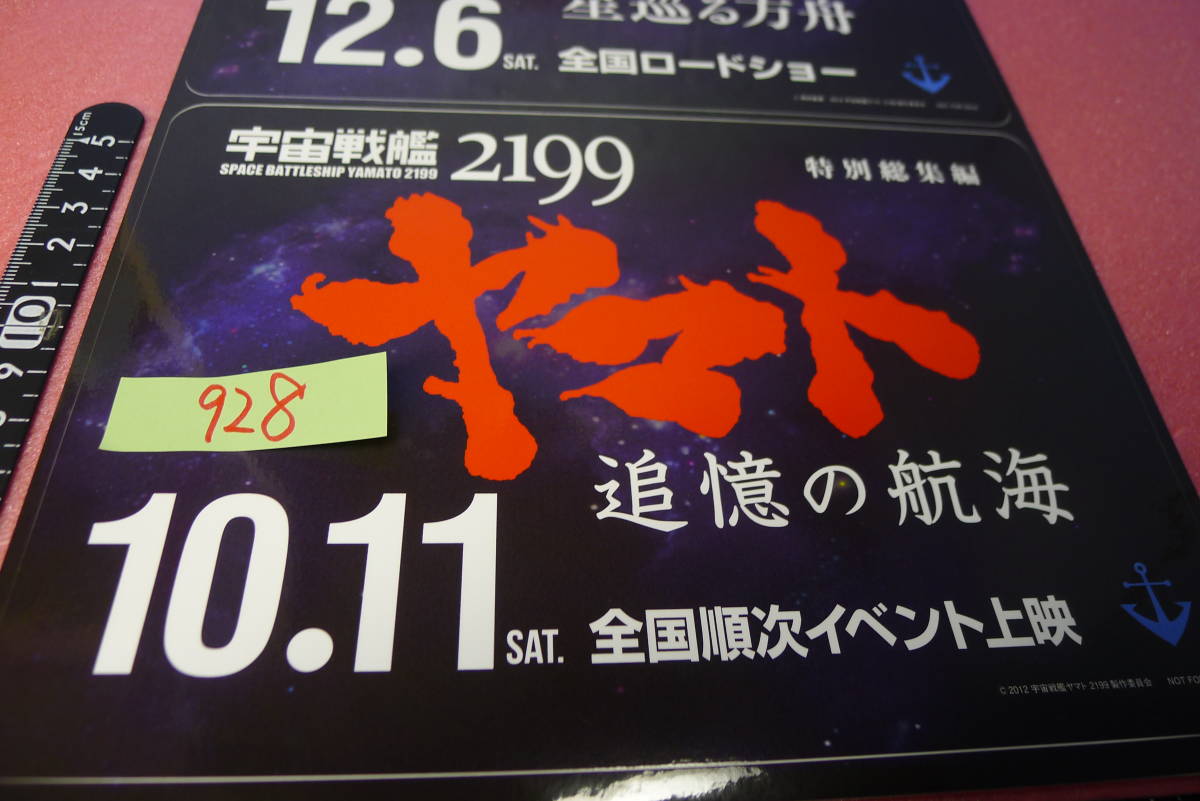 星巡る方舟
12.6 SAT. 全国ロードショー
宇宙戦艦 2199
SPACE BATTLESHIP YAMATO 2199
特別総集編
ヤマト
928
追憶の航海
10.11 SAT. 全国順次イベント上映
© 2012 宇宙戦艦ヤマト 2199 製作委員会 NOT FO
15cm
5
4
3
2
1
10
9